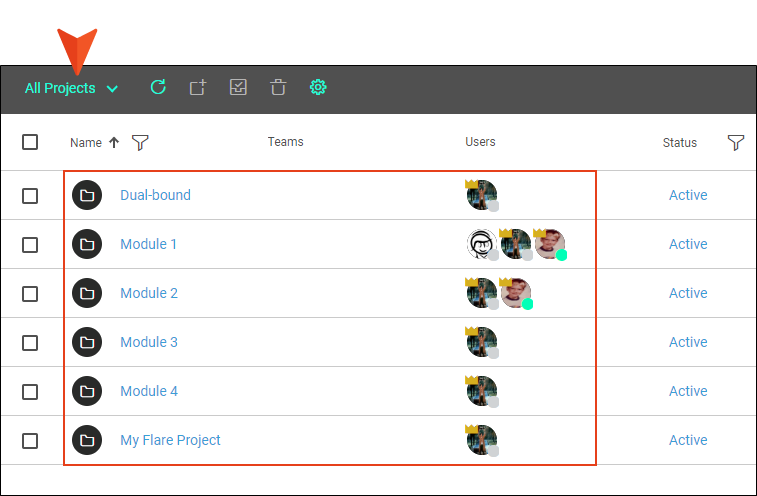 All Projects
Name Teams Users Status
Dual-bound Active
Module 1 Active
Module 2 Active
Module 3 Active
Module 4 Active
My Flare Project Active